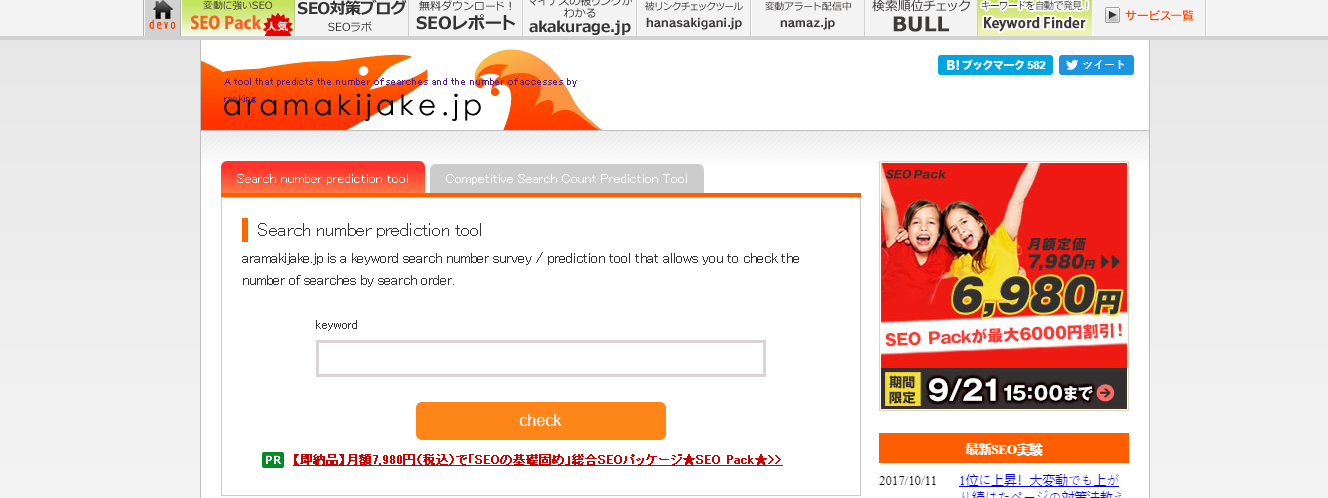 devo
変動に強いSEO
SEO Pack 人気
SEO対策ブログ
SEOラボ
無料ダウンロード！
SEOレポート
マイナスの被リンクが
わかる
akakurage.jp
被リンクチェックツール
hanasakigani.jp
変動アラート配信中
namaz.jp
検索順位チェック
BULL
キーワードを自動で発見！
Keyword Finder
サービス一覧
B!ブックマーク 582
ツイート
A tool that predicts the number of searches and the number of accesses by
ranking
aramakijake.jp
Search number prediction tool
Competitive Search Count Prediction Tool
Search number prediction tool
aramakijake.jp is a keyword search number survey / prediction tool that allows you to check the
number of searches by search order.
keyword
check
PR 【即納品】月額7,980円(税込)で「SEOの基礎固め」総合SEOパッケージ★SEO Pack★>>
SEO Pack
月額定価
7,980円
6,980円
SEO Packが最大6000円割引！
期間
限定
9/21 15:00まで
最新SEO実験
2017/10/11
1位に上昇！大変動でも上が
り続けたページの対策法教え